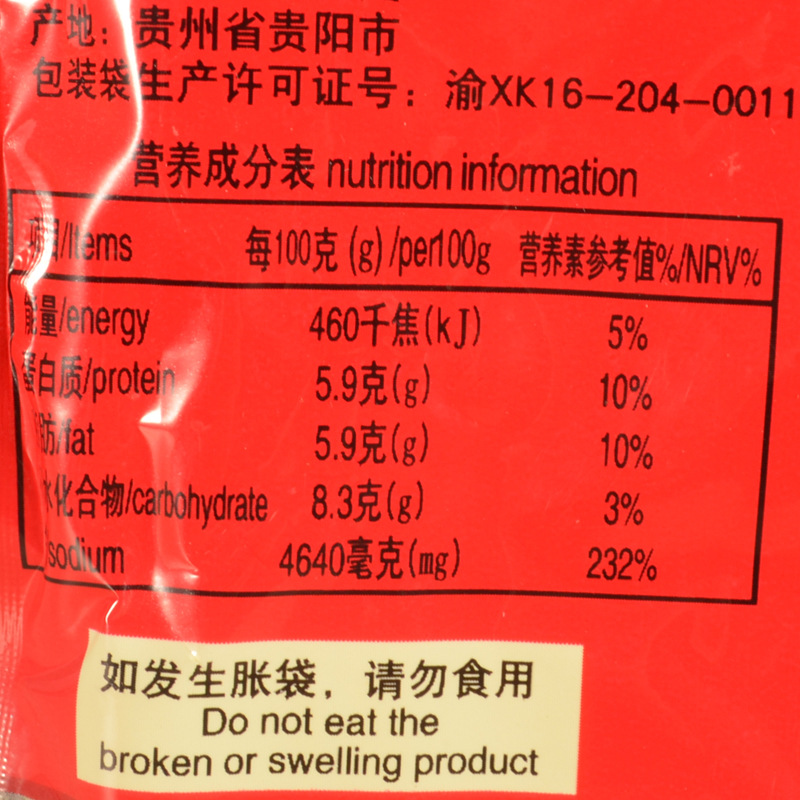 产地：贵州省贵阳市
包装袋生产许可证号：渝XK16-204-0011
营养成分表 nutrition information
项目/Items 每100克 (g) /per100g 营养素参考值%/NRV%
能量/energy 460千焦(kJ) 5%
蛋白质/protein 5.9克(g) 10%
肪/fat 5.9克(g) 10%
水化合物/carbohydrate 8.3克(g) 3%
/sodium 4640毫克(mg) 232%
如发生胀袋，请勿食用
Do not eat the
broken or swelling product